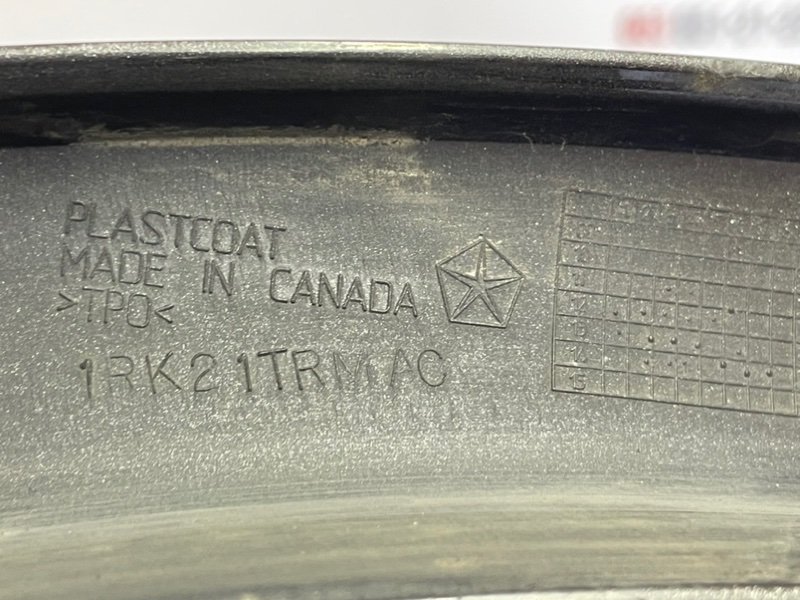 PLASTCOAT
MADE IN CANADA
>TPO<
1RK21TRMAC